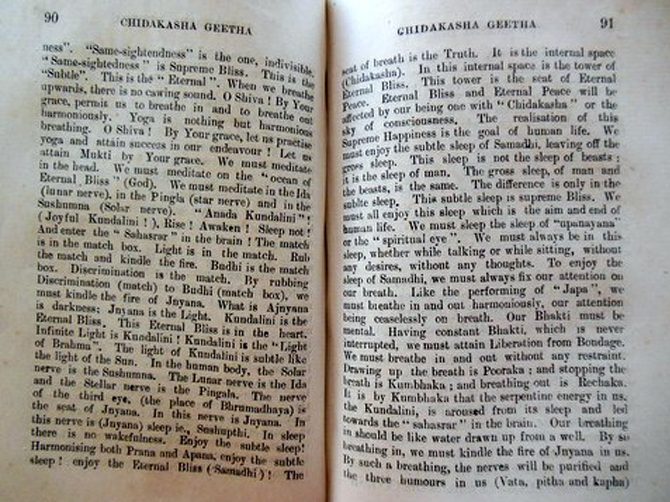 90
CHIDAKASHA GEETHA
ness". "Same-sightendness" is the one, indivisible.
"Same-sightedness" is Supreme Bliss. This is the
"Subtle". This is the "Eternal". When we breathe
upwards, there is no cawing sound. O Shiva! By Your
grace, permit us to breathe in and to breathe out
harmoniously. Yoga is nothing but harmonious
breathing. O Shiva! By Your grace, let us practise
yoga and attain success in our endeavour! Let us
attain Mukti by Your grace. We must meditate
in the head. We must meditate on the "ocean of
Eternal Bliss" (God). We must meditate in the Ida
(lunar nerve), in the Pingla (star nerve) and in the
Sushumna (Solar nerve). "Anada Kundalini"!
(Joyful Kundalini!), Rise! Awaken! Sleep not!
And enter the "Sahasrar" in the brain! The match
is in the match box. Light is in the match. Rub
the match and kindle the fire. Budhi is the match
box. Discrimination is the match. By rubbing
Discrimination (match) to Budhi (match box), we
must kindle the fire of Jnyana. What is Ajnyana
is darkness; Jnyana is the Light. Kundalini is the
Eternal Bliss. This Eternal Bliss is in the heart.
Infinite Light is Kundalini! Kundalini is the "Light
of Brahma". The light of Kundalini is subtle like
the light of the Sun. In the human body, the Solar
nerve is the Sushumna. The Lunar nerve is the Ida
and the Stellar nerve is the Pingala. The nerve
of the third eye, (the place of Bhrumadhaya) is
the seat of Jnyana. In this nerve is Jnyana. In
this nerve is (Jnyana) sleep ie., Sushupthi. In sleep
there is no wakefulness. Enjoy the subtle sleep!
Harmonising both Prana and Apana, enjoy the subtle
sleep! enjoy the Eternal Bliss (Samadhi)! The
CHIDAKASHA GEETHA
91
seat of breath is the Truth. It is the internal space
(Chidakasha). In this internal space is the tower of
Eternal Bliss. This tower is the seat of Eternal
Peace. Eternal Bliss and Eternal Peace will be
affected by our being one with "Chidakasha" or the
sky of consciousness. The realisation of this
Supreme Happiness is the goal of human life. We
must enjoy the subtle sleep of Samadhi, leaving off the
gross sleep. This sleep is not the sleep of beasts;
it is the sleep of man. The gross sleep, of man and
the beasts, is the same. The difference is only in the
sublte sleep. This subtle sleep is supreme Bliss. We
must all enjoy this sleep which is the aim and end of
human life. We must sleep the sleep of "upanayana"
or the "spiritual eye". We must always be in this
sleep, whether while talking or while sitting, without
any desires, without any thoughts. To enjoy the
sleep of Samadhi, we must always fix our attention on
our breath. Like the performing of "Japa", we
must breathe in and out harmoniously, our attention
being ceaselessly on breath. Our Bhakti must be
mental. Having constant Bhakti, which is never
interrupted, we must attain Liberation from Bondage.
We must breathe in and out without any restraint.
Drawing up the breath is Pooraka; and stopping the
breath is Kumbhaka; and breathing out is Rechaka.
It is by Kumbhaka that the serpentine energy in us,
the Kundalini, is aroused from its sleep and led
towards the "sahasrar" in the brain. Our breathing
in should be like water drawn up from a well. By so
breathing in, we must kindle the fire of Jnyana in us.
By such a breathing, the nerves will be purified and
the three humours in us (Vata, pitha and kapha)